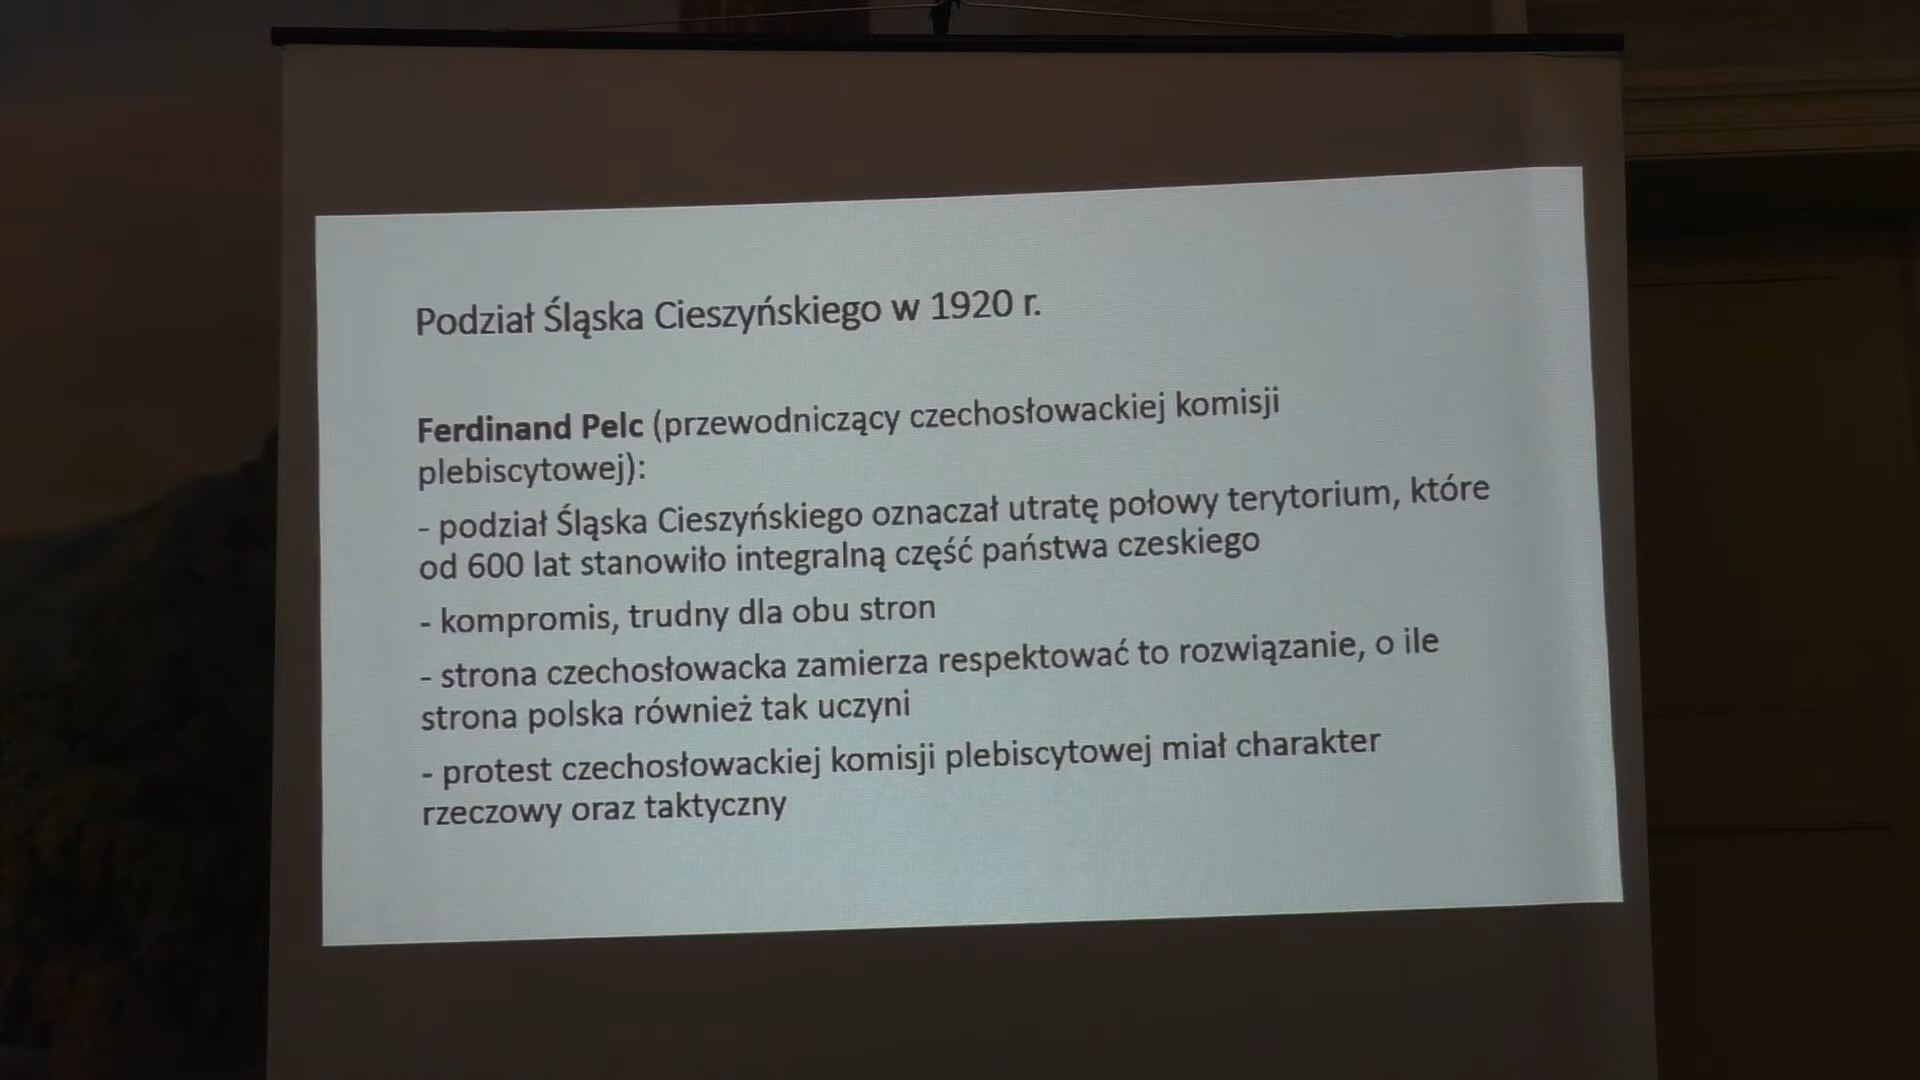 Podział Śląska Cieszyńskiego w 1920 r.
Ferdinand Pelc (przewodniczący czechosłowackiej komisji
plebiscytowej):
- podział Śląska Cieszyńskiego oznaczał utratę połowy terytorium, które
od 600 lat stanowiło integralną część państwa czeskiego
- kompromis, trudny dla obu stron
- strona czechosłowacka zamierza respektować to rozwiązanie, o ile
strona polska również tak uczyni
- protest czechosłowackiej komisji plebiscytowej miał charakter
rzeczowy oraz taktyczny